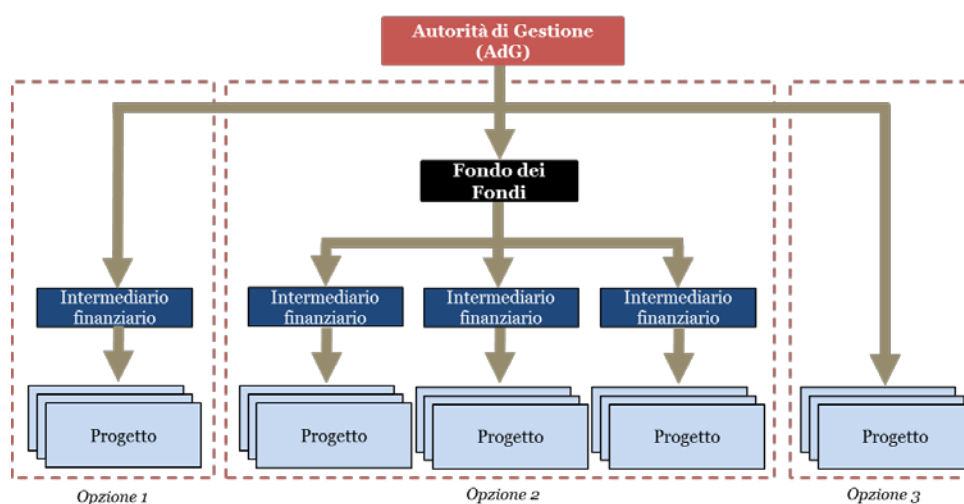 Autorità di Gestione
(AdG)
Fondo dei
Fondi
Intermediario
finanziario
Intermediario
finanziario
Intermediario
finanziario
Intermediario
finanziario
Progetto
Progetto
Progetto
Progetto
Progetto
Opzione 1
Opzione 2
Opzione 3